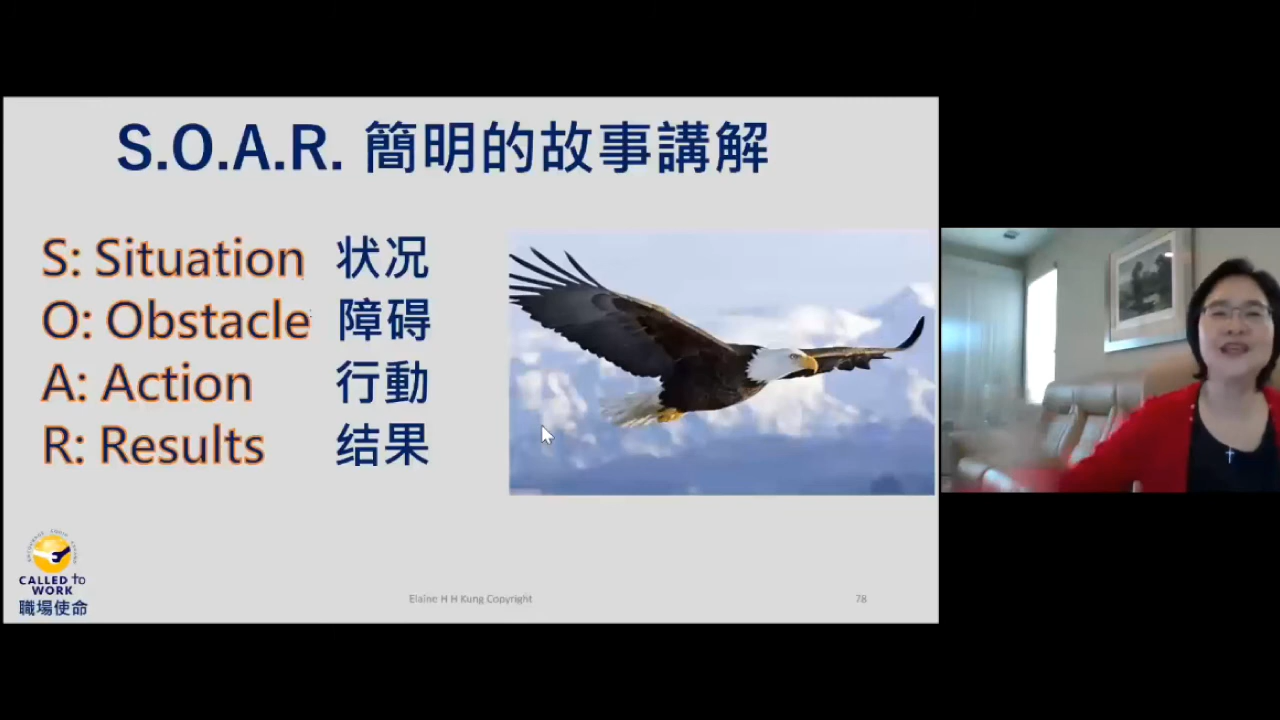 S.O.A.R. 簡明的故事講解
S: Situation 状况
O: Obstacle 障碍
A: Action 行動
R: Results 结果
CALLED to
WORK
職場使命
Elaine H H Kung Copyright
78